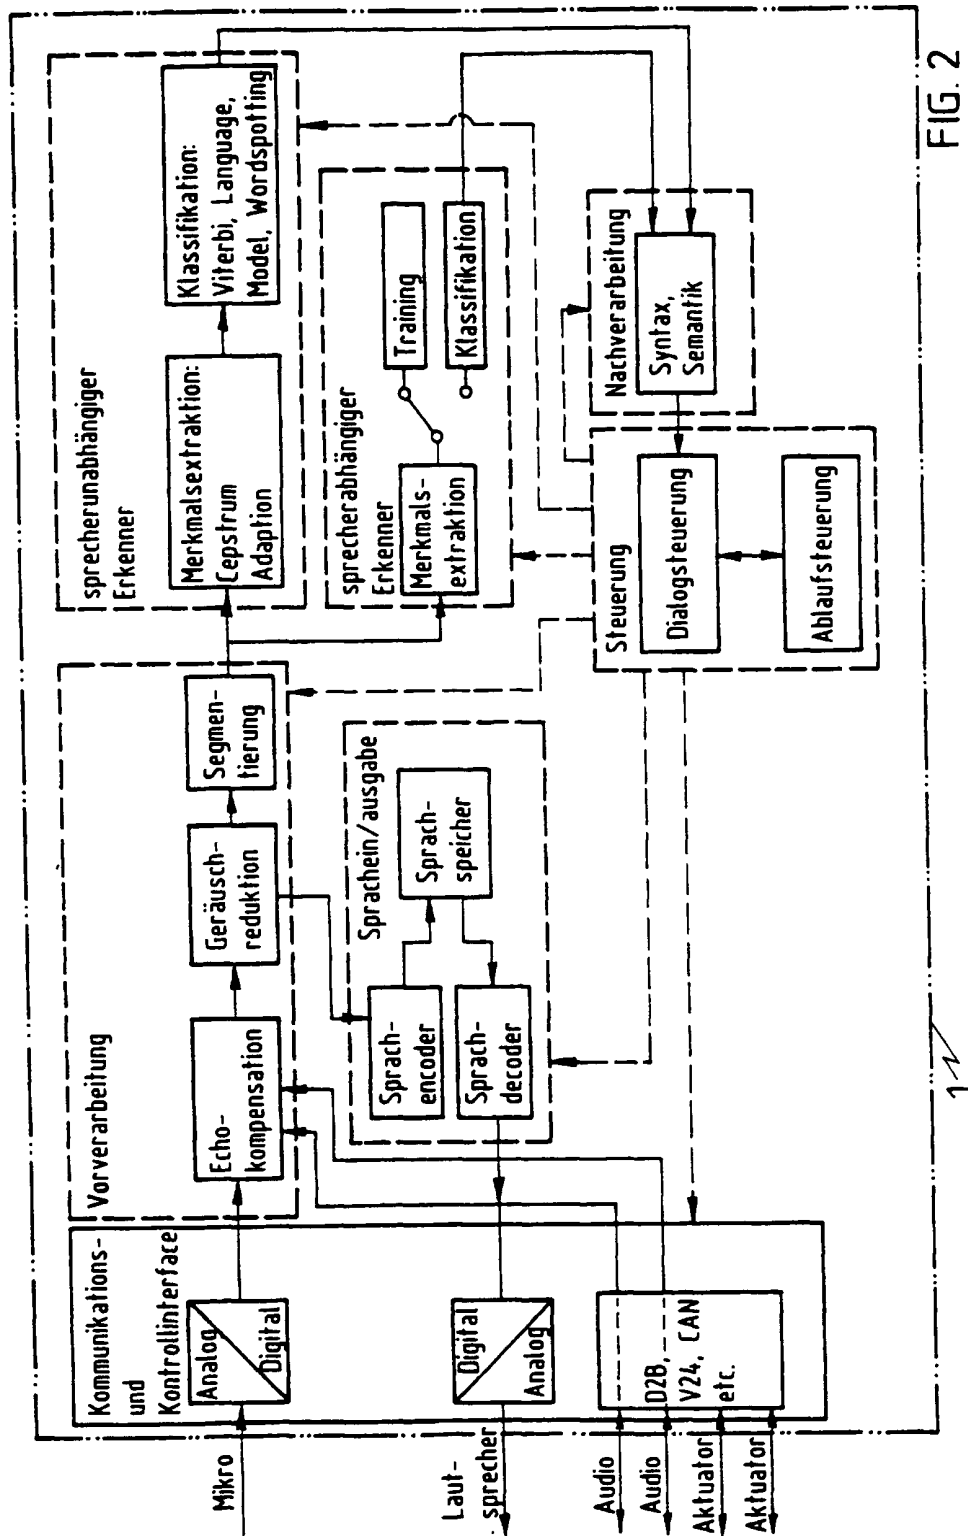 Mikro
Laut-
sprecher
Audio
Audio
Aktuator
Aktuator
Kommunikations-
und
Kontrollinterface
Analog
Digital
Digital
Analog
D2B, CAN
V24,
etc.
Vorverarbeitung
Echo-
kompensation
Geräusch-
reduktion
Segmen-
tierung
Sprachein/ausgabe
Sprach-
encoder
Sprach-
decoder
Sprach-
speicher
sprecherunabhängiger
Erkenner
Merkmalsextraktion:
Cepstrum
Adaption
Klassifikation:
Viterbi, Language,
Model, Wordspotting
sprecherabhängiger
Erkenner
Merkmals-
extraktion
Training
Klassifikation
Steuerung
Dialogsteuerung
Ablaufsteuerung
Nachverarbeitung
Syntax,
Semantik
1
FIG. 2